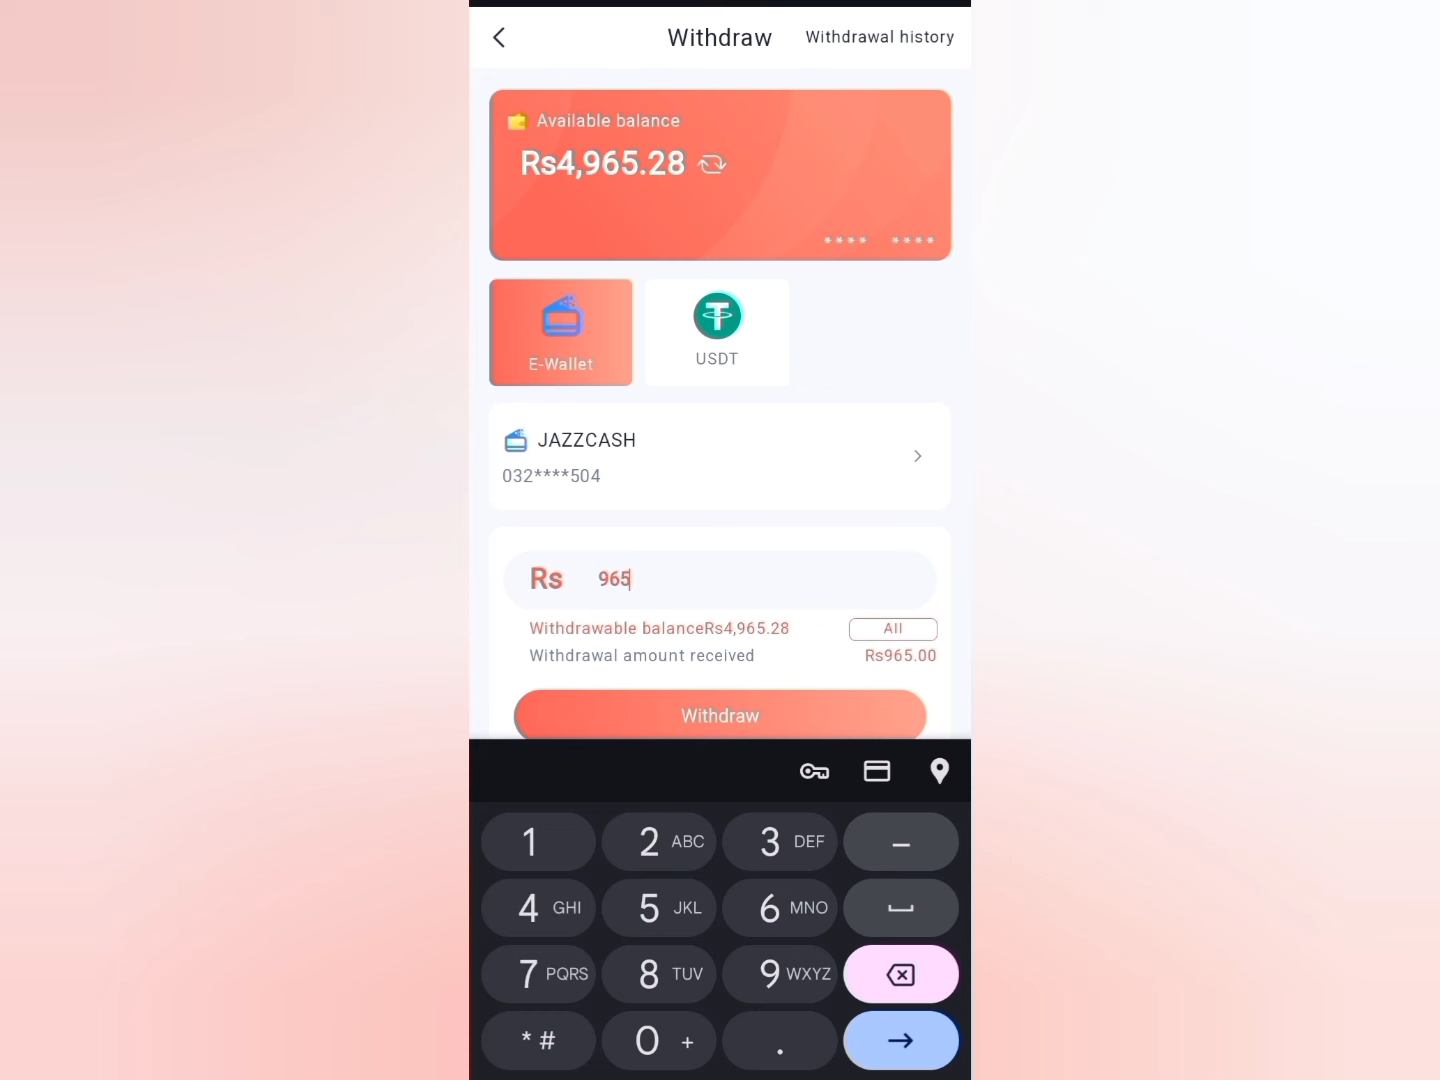 Withdraw
Withdrawal history
Available balance
Rs4,965.28
**** ****
E-Wallet
USDT
JAZZCASH
032****504
Rs 965
Withdrawable balanceRs4,965.28
All
Withdrawal amount received
Rs965.00
Withdraw
1
2 ABC
3 DEF
–
4 GHI
5 JKL
6 MNO
7 PQRS
8 TUV
9 WXYZ
* #
0 +
.